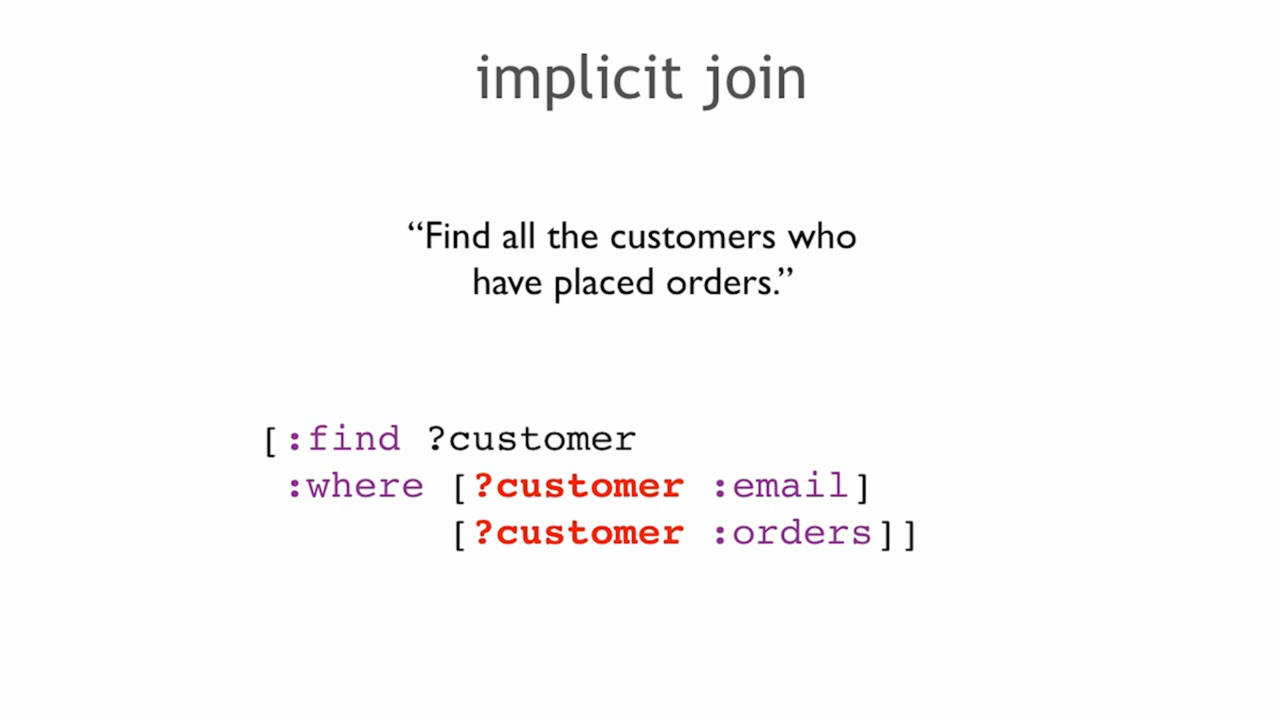 implicit join
“Find all the customers who
have placed orders.”
[:find ?customer
:where [?customer :email]
[?customer :orders]]